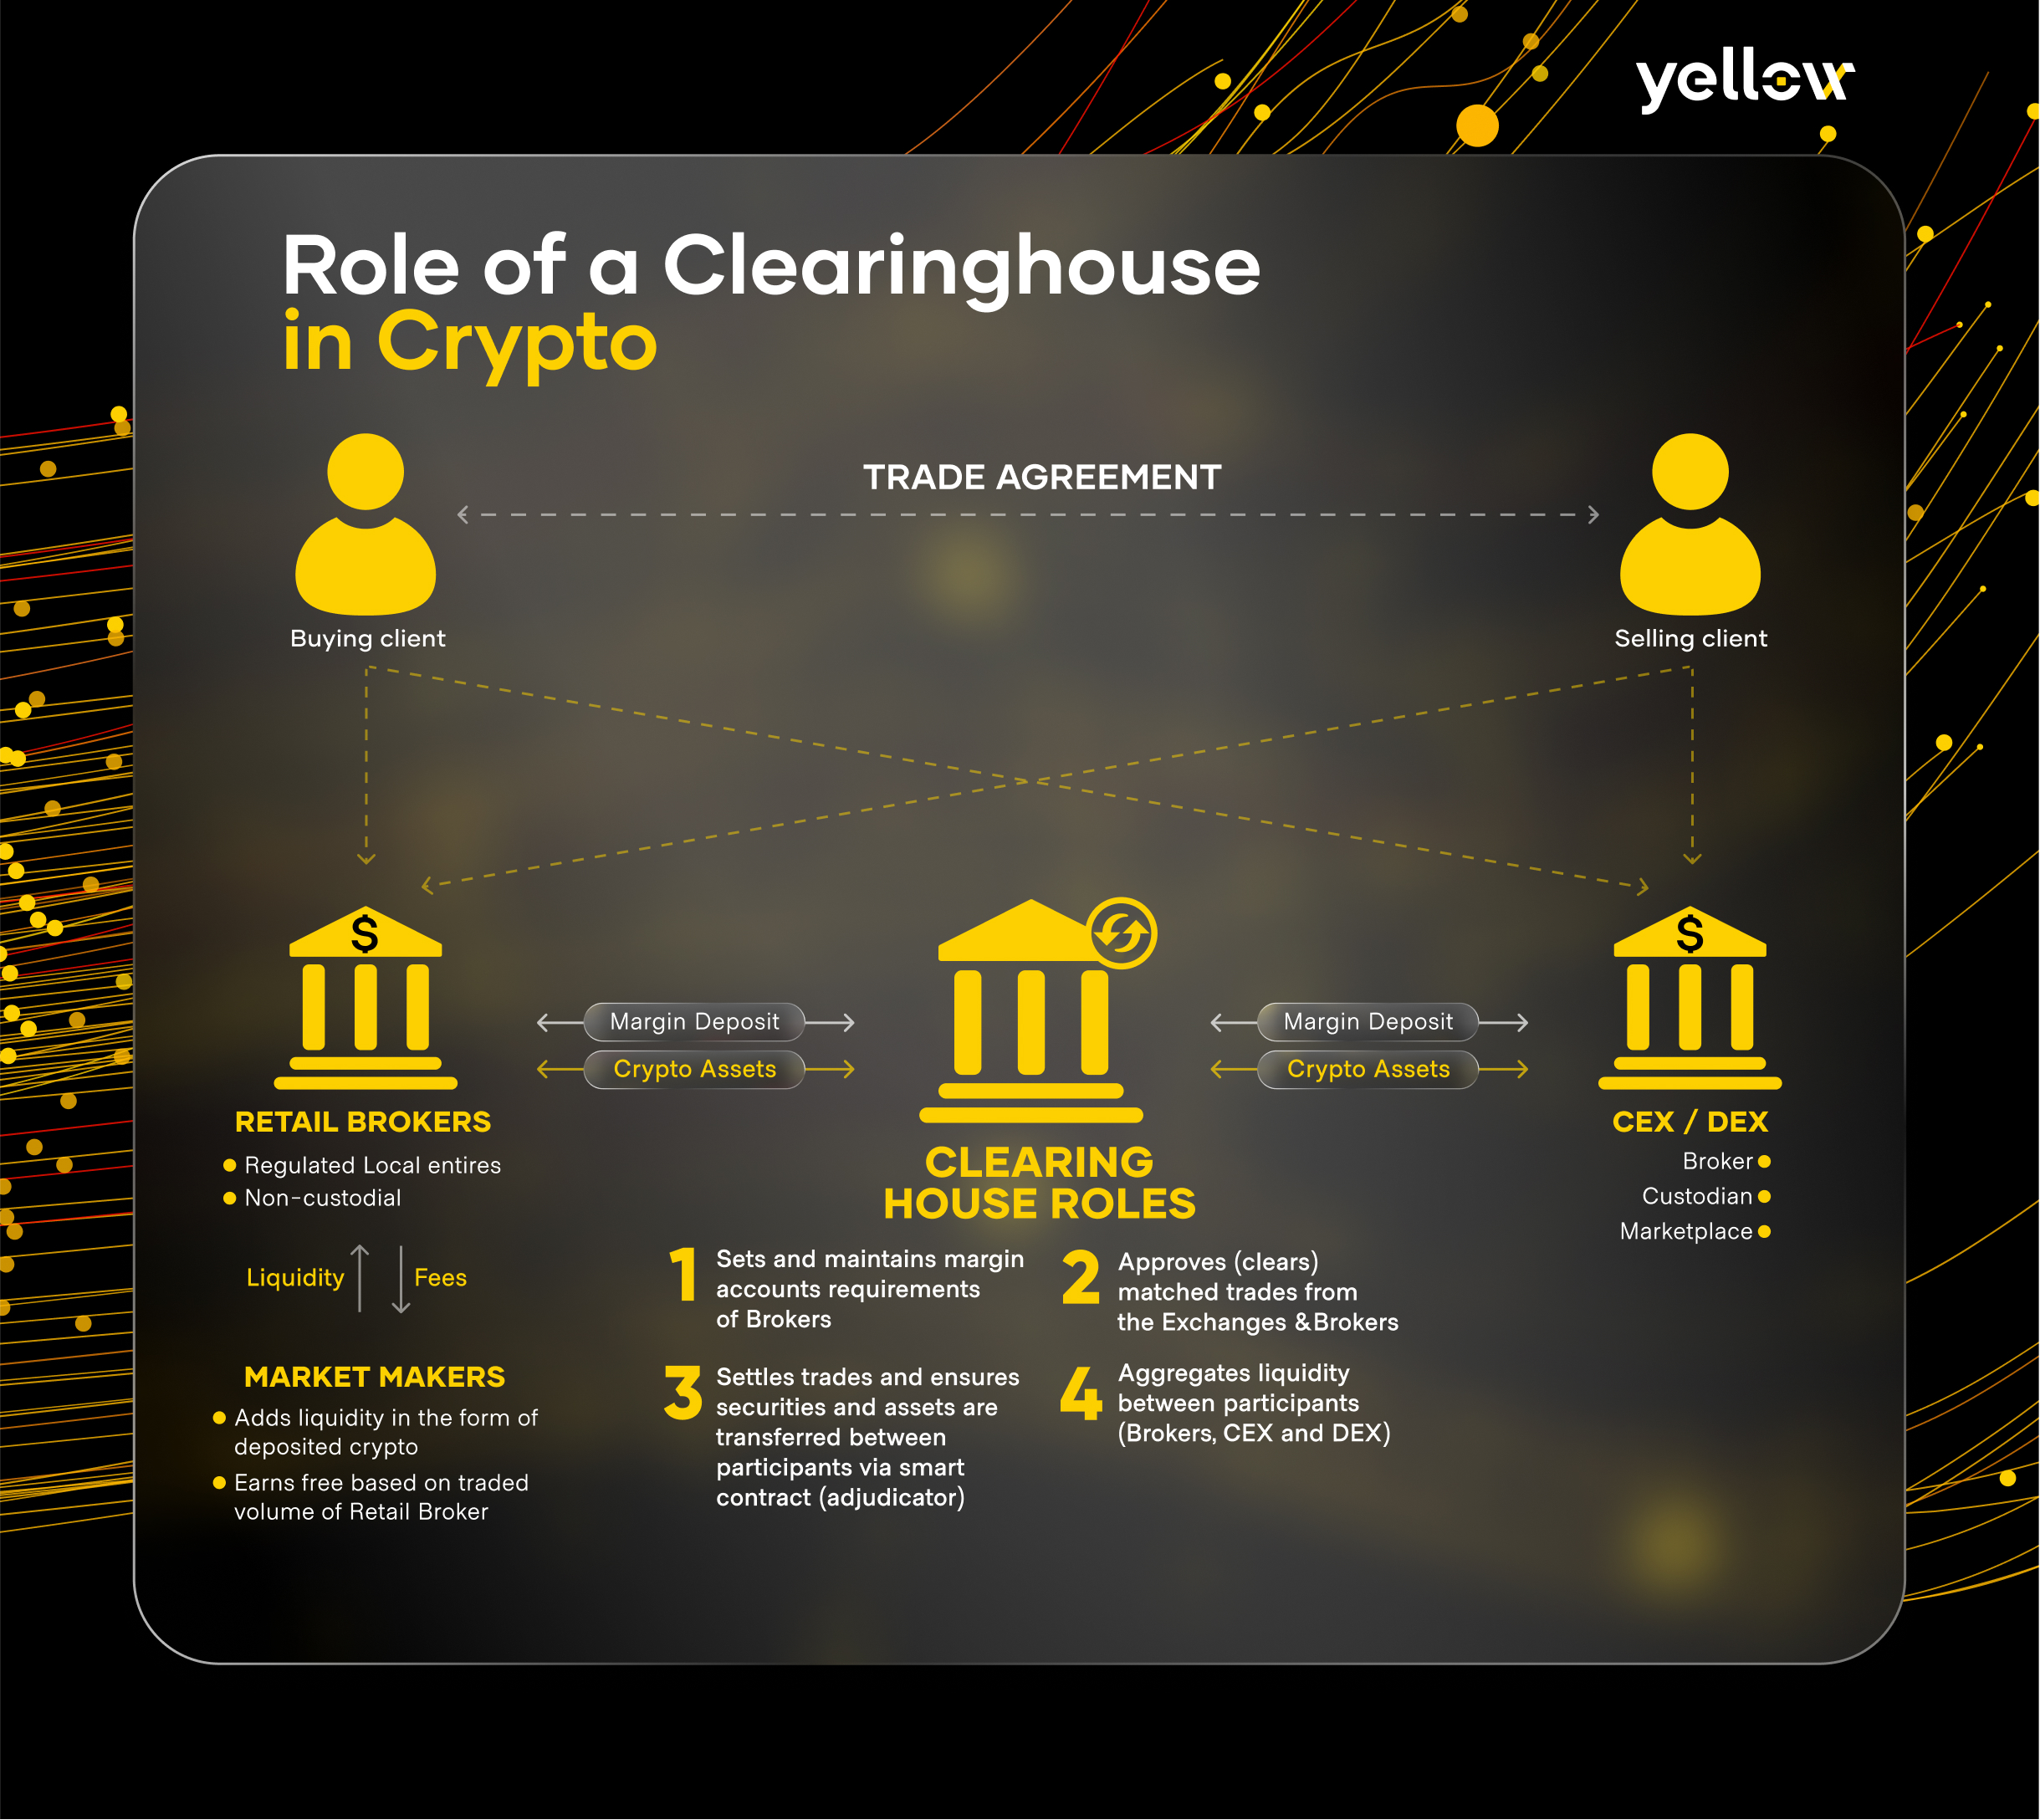 yellow
Role of a Clearinghouse
in Crypto
TRADE AGREEMENT
Buying client
Selling client
$
$
Margin Deposit
Crypto Assets
Margin Deposit
Crypto Assets
RETAIL BROKERS
Regulated Local entires
Non-custodial
Liquidity
Fees
MARKET MAKERS
Adds liquidity in the form of
deposited crypto
Earns free based on traded
volume of Retail Broker
CLEARING
HOUSE ROLES
1
Sets and maintains margin
accounts requirements
of Brokers
2
Approves (clears)
matched trades from
the Exchanges &Brokers
3
Settles trades and ensures
securities and assets are
transferred between
participants via smart
contract (adjudicator)
4
Aggregates liquidity
between participants
(Brokers, CEX and DEX)
CEX / DEX
Broker
Custodian
Marketplace